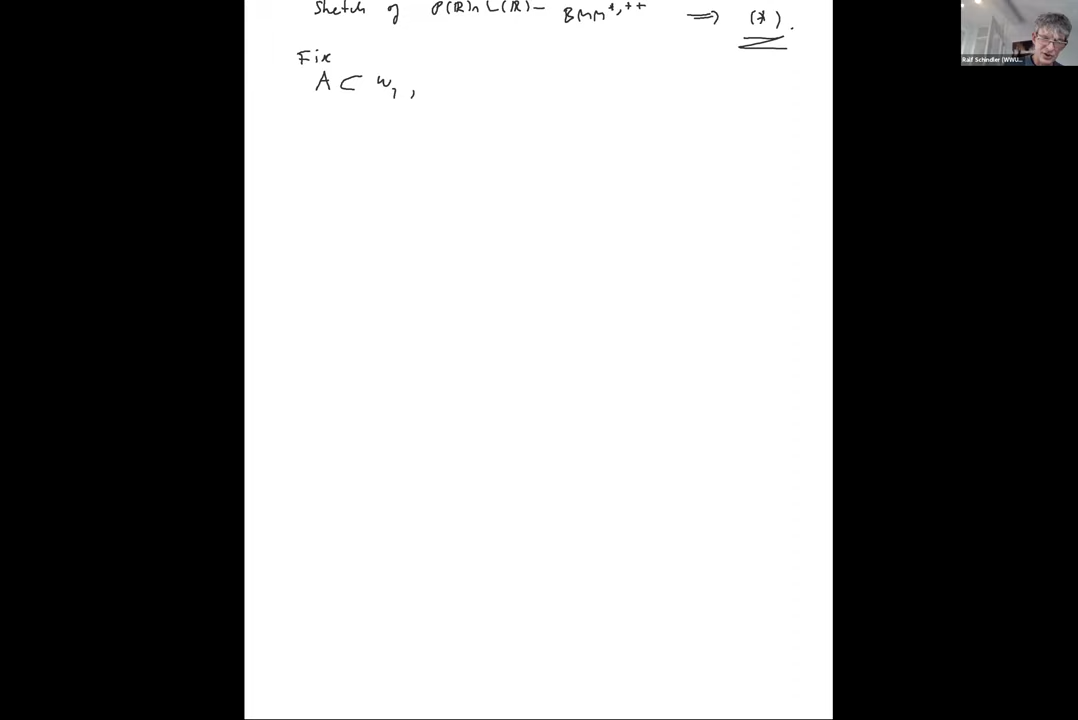 Sketch of P(ℝ)∩L(ℝ)– BMM*,++ ⟹ (*).
Fix
A ⊂ ω₁,
Ralf Schindler (WWU...